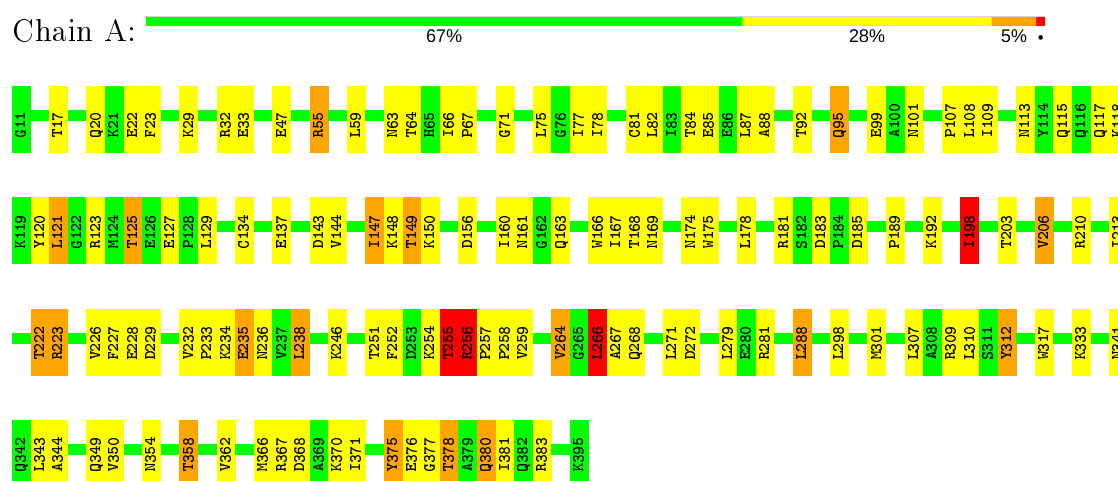 Chain A:
67% 28% 5% •
G11 T17 Q20 K21 E22 F23 K29 R32 E33 E47 R55 L59 N63 T64 H65 I66 P67 G71 L75 G76 I77 I78 C81 L82 I83 T84 E85 E86 L87 A88 T92 Q95 E99 A100 N101 P107 L108 I109 N113 Y114 Q115 Q116 Q117 K118
K119 Y120 L121 G122 R123 M124 T125 E126 E127 P128 L129 C134 E137 D143 V144 I147 K148 T149 K150 D156 I160 N161 G162 Q163 W166 I167 T168 N169 N174 W175 L178 R181 S182 D183 P184 D185 P189 K192 I198 T203 V206 R210
T222 R223 V226 F227 E228 D229 V232 P233 K234 E235 N236 V237 L238 K246 T251 F252 D253 K254 T255 R256 P257 P258 V259 V264 G265 L266 A267 Q268 L271 D272 L279 E280 R281 L288 L298 M301 L307 A308 R309 L310 S311 Y312 W317 K333 N341
Q342 L343 A344 Q349 V350 N354 T358 V362 M366 R367 D368 A369 K370 I371 Y375 E376 G377 T378 A379 Q380 I381 Q382 R383 K395